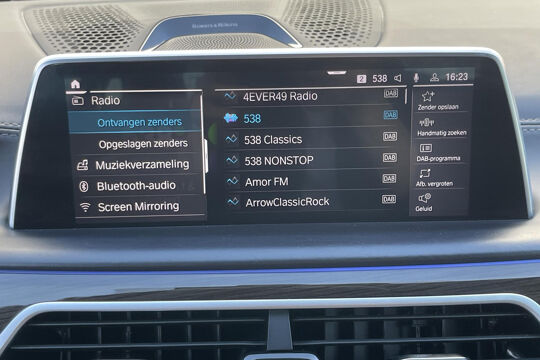 Bowers & Wilkins
2 538 16:23
Radio
Ontvangen zenders
Opgeslagen zenders
Muziekverzameling
Bluetooth-audio
Screen Mirroring
4EVER49 Radio DAB
538 DAB
538 Classics DAB
538 NONSTOP DAB
Amor FM DAB
ArrowClassicRock DAB
Zender opslaan
Handmatig zoeken
DAB-programma
Afb. vergroten
Geluid